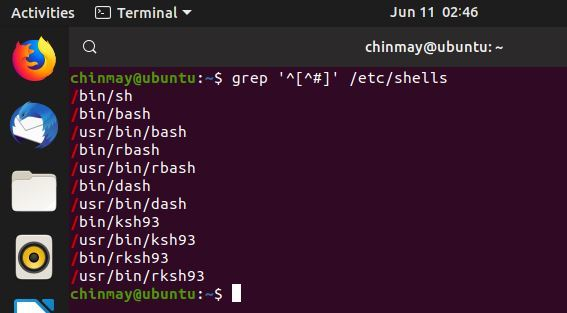 Activities Terminal Jun 11 02:46
chinmay@ubuntu: ~
chinmay@ubuntu:~$ grep '^[^#]' /etc/shells
/bin/sh
/bin/bash
/usr/bin/bash
/bin/rbash
/usr/bin/rbash
/bin/dash
/usr/bin/dash
/bin/ksh93
/usr/bin/ksh93
/bin/rksh93
/usr/bin/rksh93
chinmay@ubuntu:~$